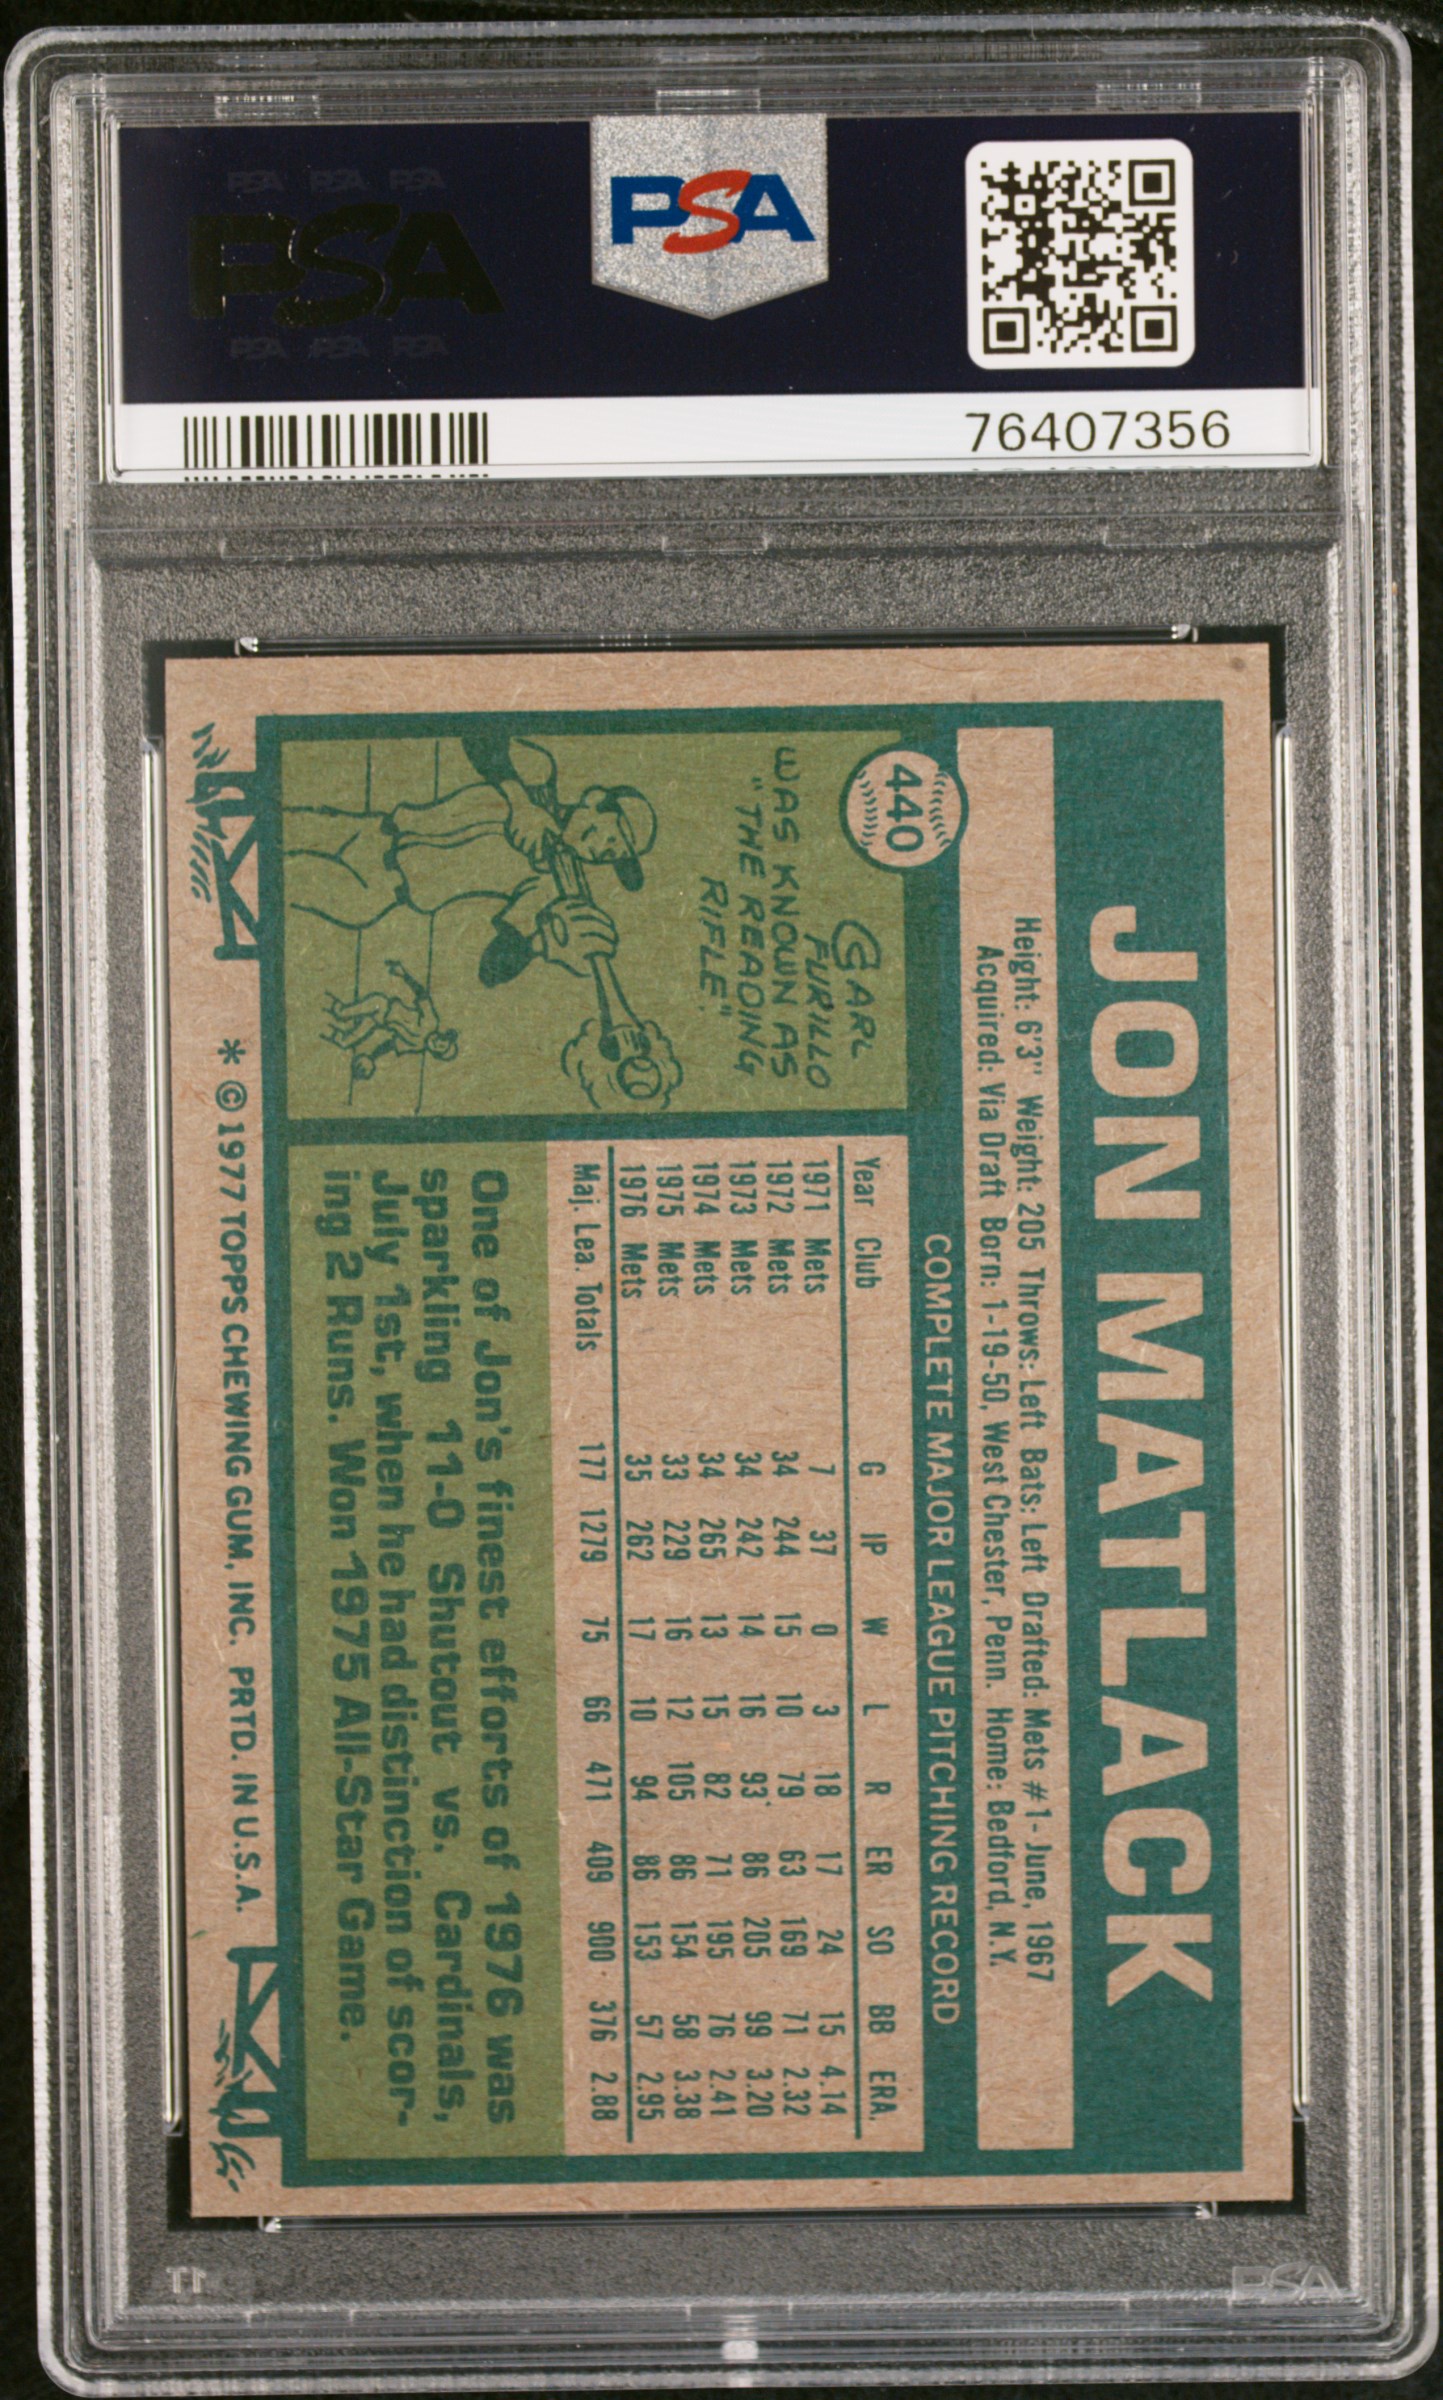 PSA PSA PSA
PSA
PSA PSA PSA
PSA
76407356
440
JON MATLACK
Height: 6'3" Weight: 205 Throws: Left Bats: Left Drafted: Mets #1-June, 1967
Acquired: Via Draft Born: 1-19-50, West Chester, Penn. Home: Bedford, N.Y.
COMPLETE MAJOR LEAGUE PITCHING RECORD
Year Club G IP W L R ER SO BB ERA.
1971 Mets 7 37 0 3 18 17 24 15 4.14
1972 Mets 34 244 15 10 79 63 169 71 2.32
1973 Mets 34 242 14 16 93 86 205 99 3.20
1974 Mets 34 265 13 15 82 71 195 76 2.41
1975 Mets 33 229 16 12 105 86 154 58 3.38
1976 Mets 35 262 17 10 94 86 153 57 2.95
Maj. Lea. Totals 177 1279 75 66 471 409 900 376 2.88
CARL
FURILLO
WAS KNOWN AS
"THE READING
RIFLE".
One of Jon's finest efforts of 1976 was
sparkling 11-0 Shutout vs. Cardinals,
July 1st, when he had distinction of scor-
ing 2 Runs. Won 1975 All-Star Game.
* © 1977 TOPPS CHEWING GUM, INC. PRTD. IN U.S.A.
PSA